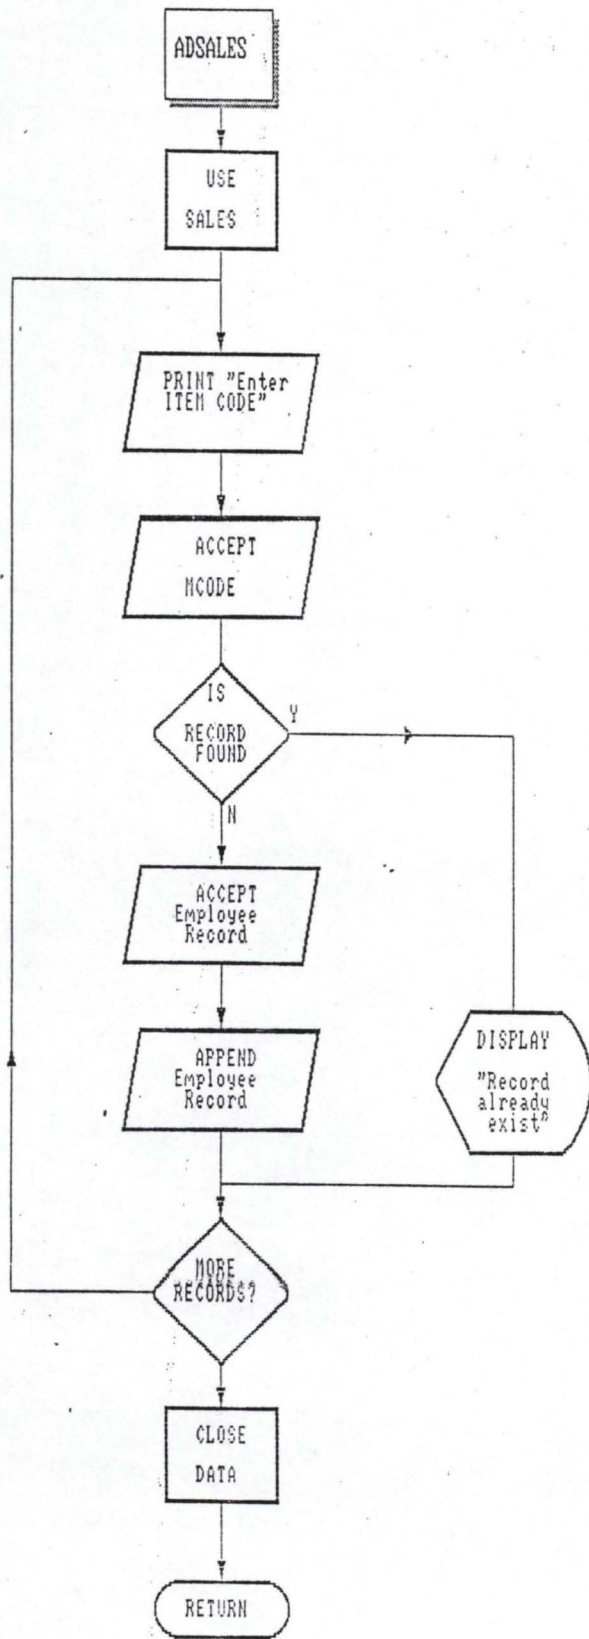 ADSALES
USE
SALES
PRINT "Enter
ITEM CODE"
ACCEPT
MCODE
IS
RECORD
FOUND
Y
N
ACCEPT
Employee
Record
APPEND
Employee
Record
DISPLAY
"Record
already
exist"
MORE
RECORDS?
CLOSE
DATA
RETURN